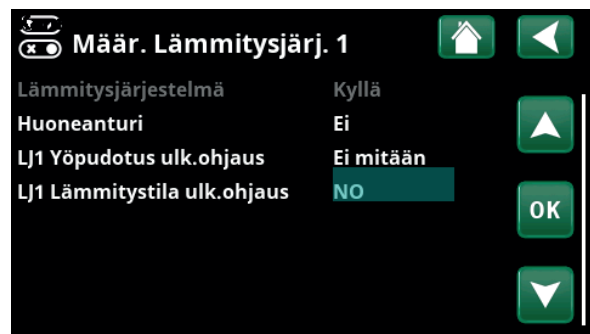 Määr. Lämmitysjärj. 1
Lämmitysjärjestelmä Kyllä
Huoneanturi Ei
LJ1 Yöpudotus ulk.ohjaus Ei mitään
LJ1 Lämmitystila ulk.ohjaus NO
OK